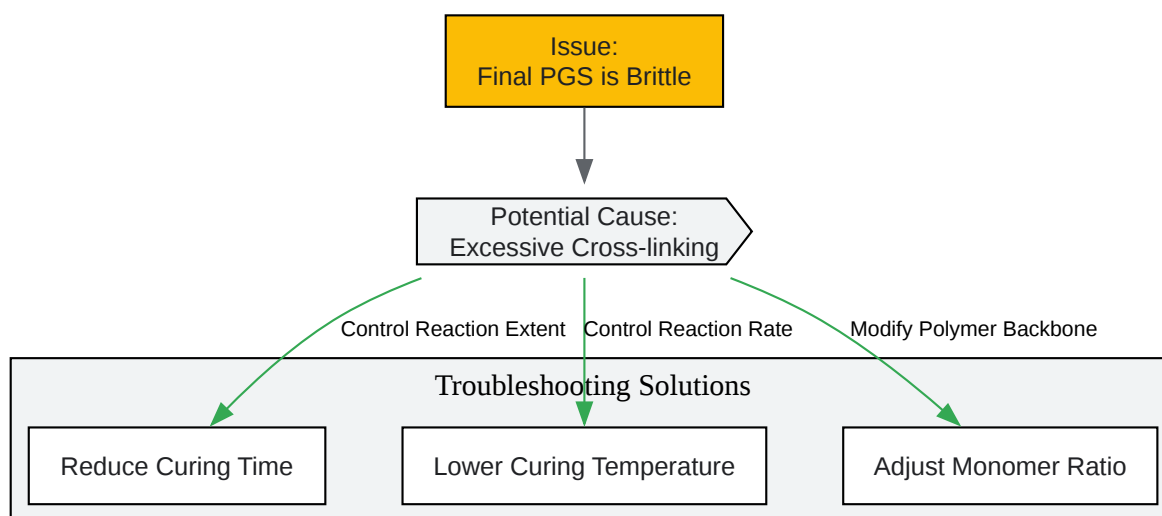 Issue:
Final PGS is Brittle
Potential Cause:
Excessive Cross-linking
Control Reaction Extent
Control Reaction Rate
Modify Polymer Backbone
Troubleshooting Solutions
Reduce Curing Time
Lower Curing Temperature
Adjust Monomer Ratio